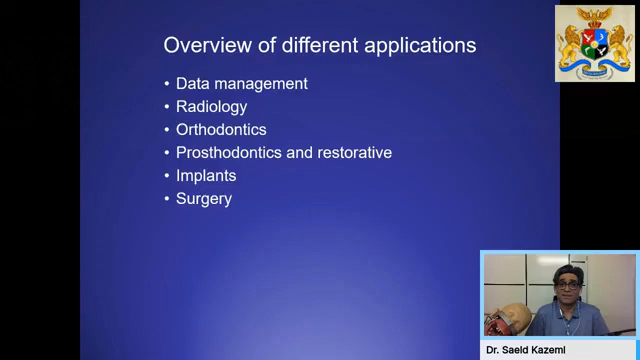 Overview of different applications
• Data management
• Radiology
• Orthodontics
• Prosthodontics and restorative
• Implants
• Surgery
Dr. Saeid Kazemi